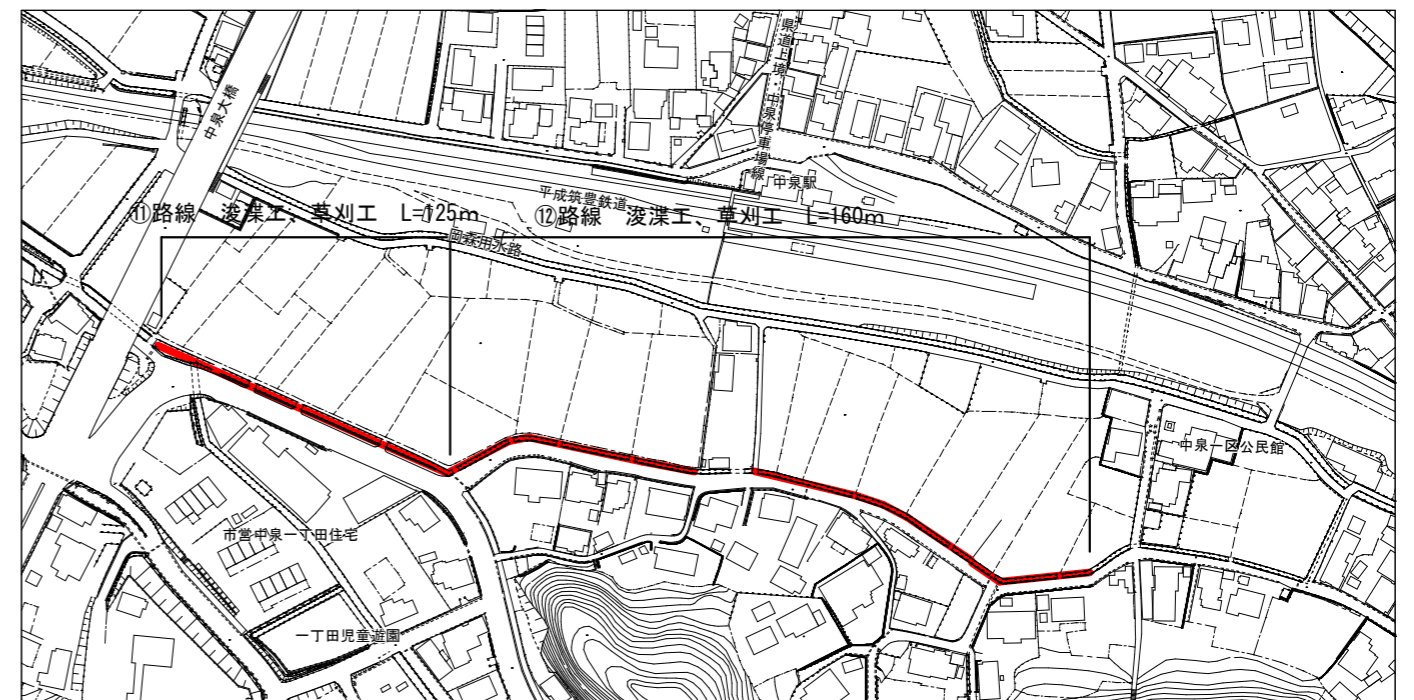 県道上境・中泉停車場線
中泉大橋
中泉駅
平成筑豊鉄道
⑪路線　浚渫工、草刈工　L=125m
⑫路線　浚渫工、草刈工　L=160m
岡森用水路
中泉一区公民館
市営中泉一丁田住宅
一丁田児童遊園